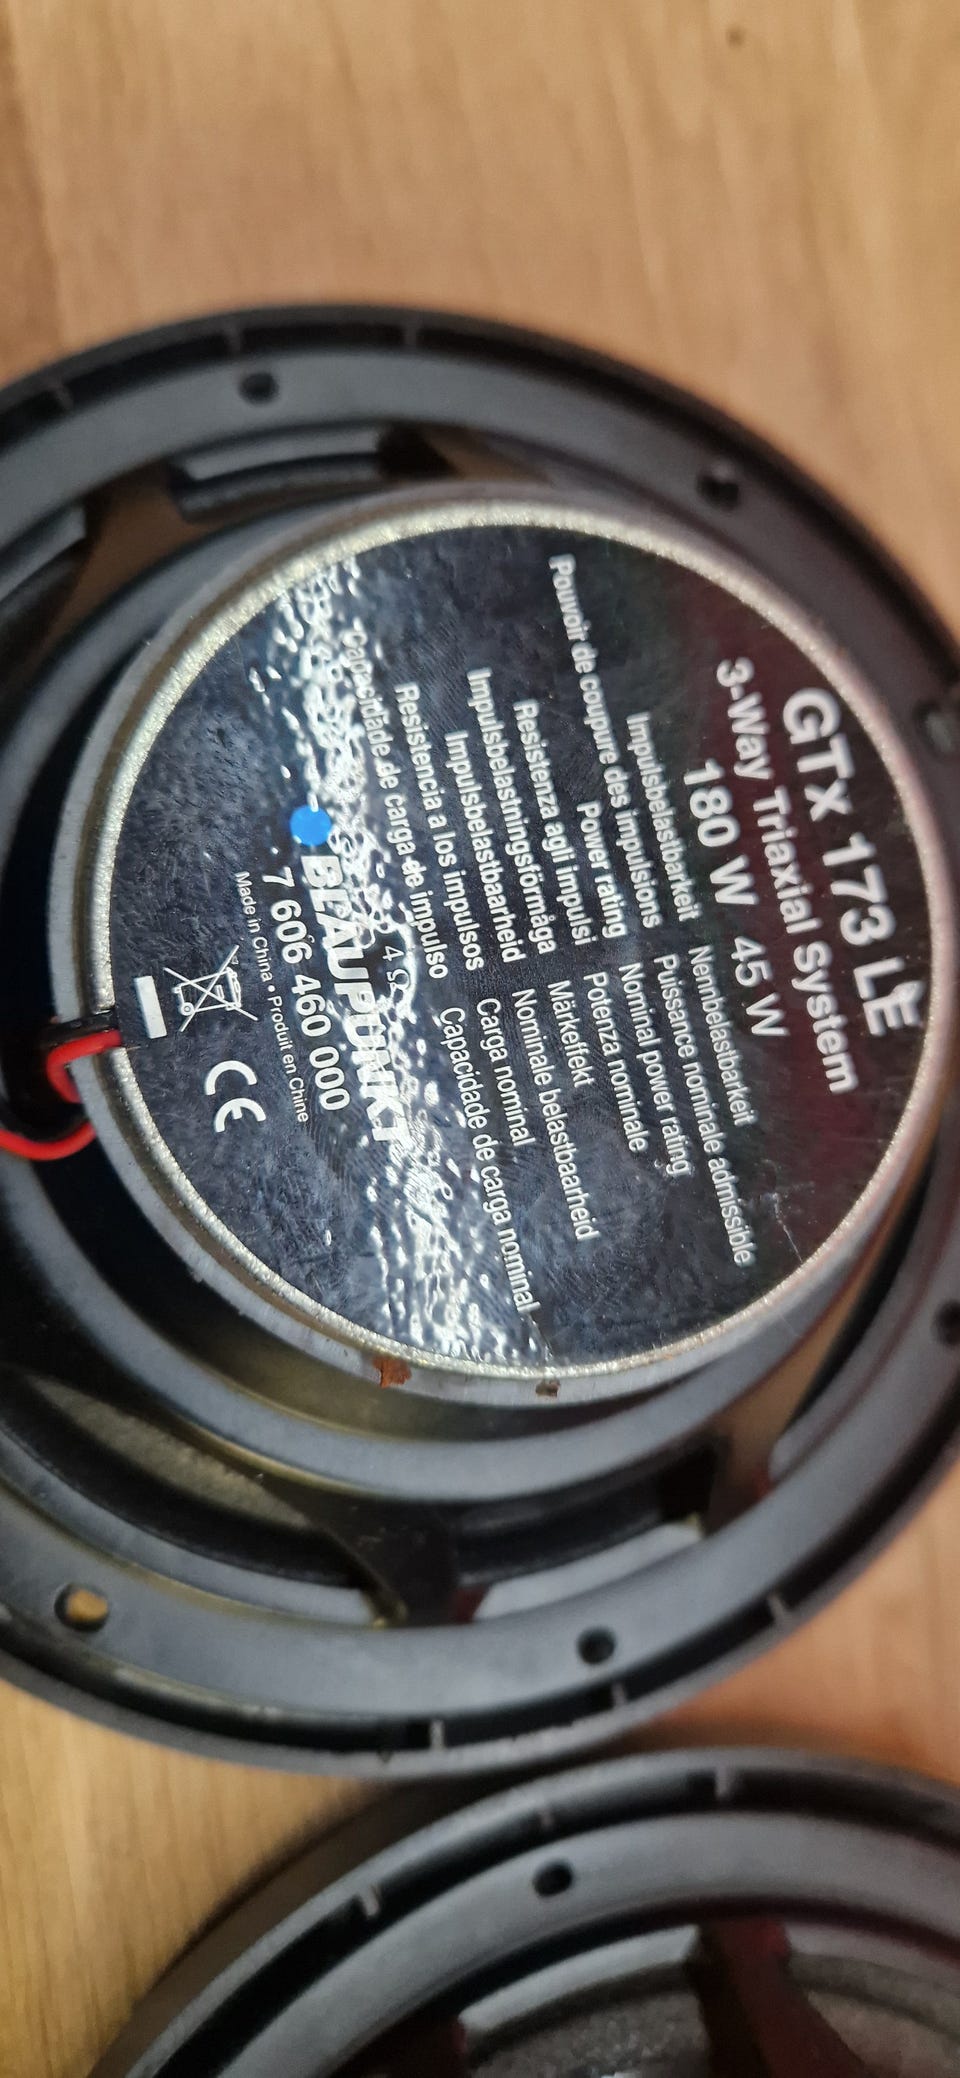 GTx 173 LE
3-Way Triaxial System
180 W 45 W
Impulsbelastbarkeit Nennbelastbarkeit
Pouvoir de coupure des impulsions Puissance nominale admissible
Power rating Nominal power rating
Resistenza agli impulsi Potenza nominale
Impulsbelastningsförmåga Märkeffekt
Impulsbelastbaarheid Nominale belastbaarheid
Resistencia a los impulsos Carga nominal
Capacidade de carga de impulso Capacidade de carga nominal
4 Ω
BLAUPUNKT
7 606 460 000
Made in China • Produit en Chine
CE